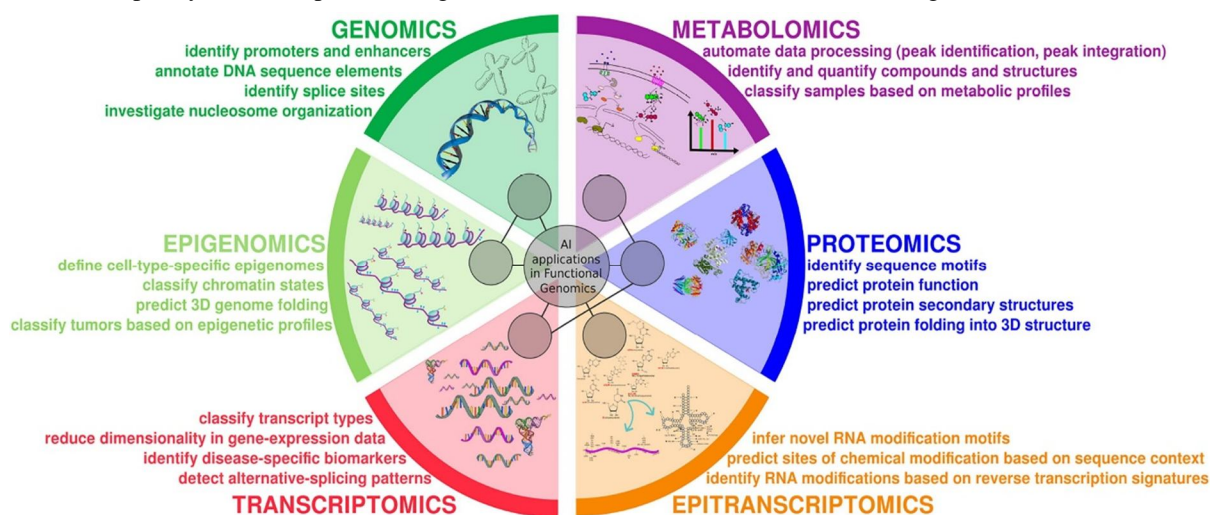 GENOMICS
identify promoters and enhancers
annotate DNA sequence elements
identify splice sites
investigate nucleosome organization
METABOLOMICS
automate data processing (peak identification, peak integration)
identify and quantify compounds and structures
classify samples based on metabolic profiles
EPIGENOMICS
define cell-type-specific epigenomes
classify chromatin states
predict 3D genome folding
classify tumors based on epigenetic profiles
AI
applications
in Functional
Genomics
PROTEOMICS
identify sequence motifs
predict protein function
predict protein secondary structures
predict protein folding into 3D structure
classify transcript types
reduce dimensionality in gene-expression data
identify disease-specific biomarkers
detect alternative-splicing patterns
TRANSCRIPTOMICS
infer novel RNA modification motifs
predict sites of chemical modification based on sequence context
identify RNA modifications based on reverse transcription signatures
EPITRANSCRIPTOMICS